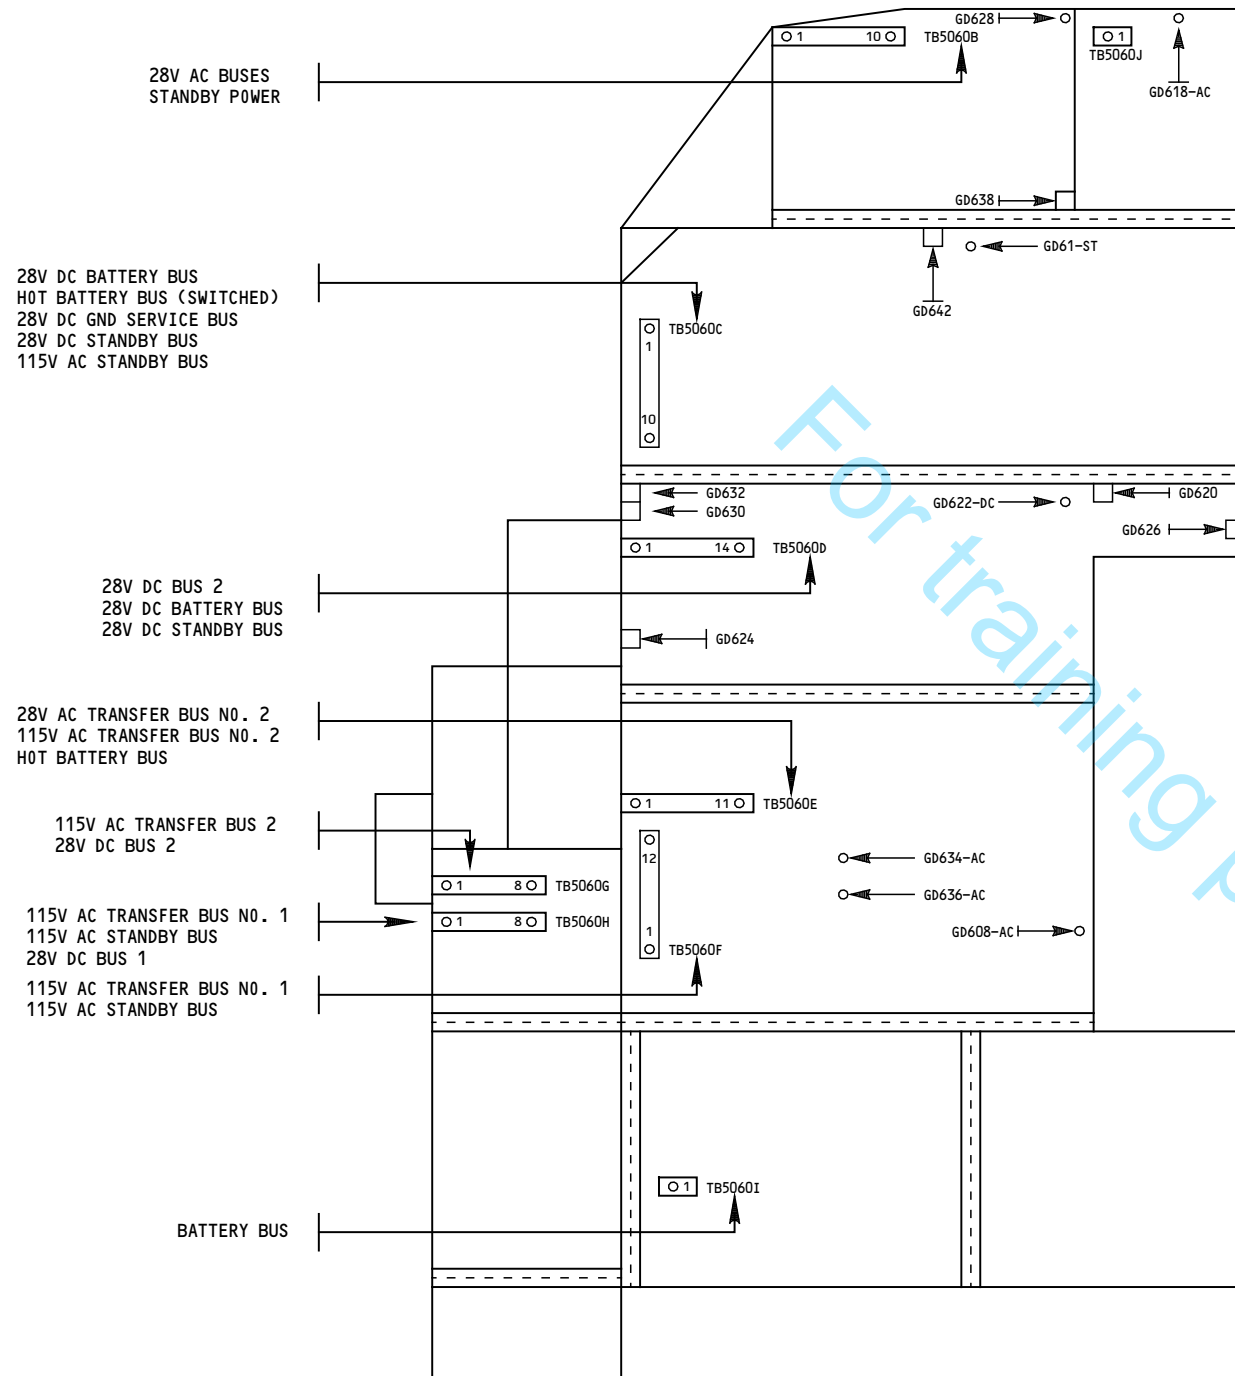 GD628
1 10
TB5060B
1
TB5060J
28V AC BUSES
STANDBY POWER
GD618-AC
GD638
GD61-ST
GD642
28V DC BATTERY BUS
HOT BATTERY BUS (SWITCHED)
28V DC GND SERVICE BUS
28V DC STANDBY BUS
115V AC STANDBY BUS
TB5060C
1
10
GD632
GD630
GD622-DC
GD620
GD626
1 14
TB5060D
28V DC BUS 2
28V DC BATTERY BUS
28V DC STANDBY BUS
GD624
28V AC TRANSFER BUS NO. 2
115V AC TRANSFER BUS NO. 2
HOT BATTERY BUS
1 11
TB5060E
115V AC TRANSFER BUS 2
28V DC BUS 2
12
1
TB5060F
GD634-AC
GD636-AC
GD608-AC
1 8
TB5060G
1 8
TB5060H
115V AC TRANSFER BUS NO. 1
115V AC STANDBY BUS
28V DC BUS 1
115V AC TRANSFER BUS NO. 1
115V AC STANDBY BUS
1
TB5060I
BATTERY BUS
For training p